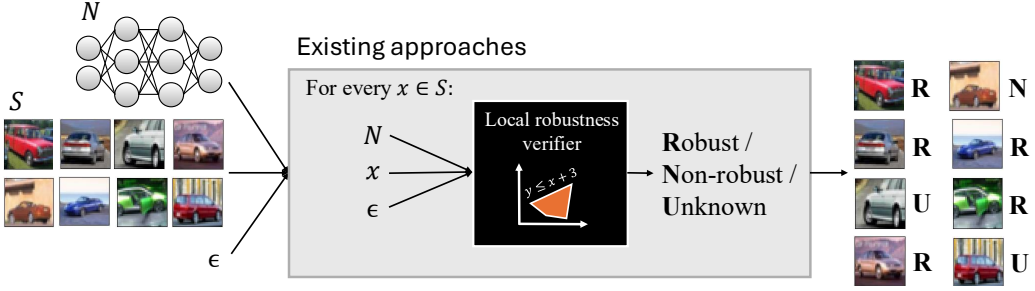 N
S
ϵ
Existing approaches
For every x ∈ S:
N
x
ϵ
Local robustness
verifier
y ≤ x + 3
Robust /
Non-robust /
Unknown
R N
R R
U R
R U